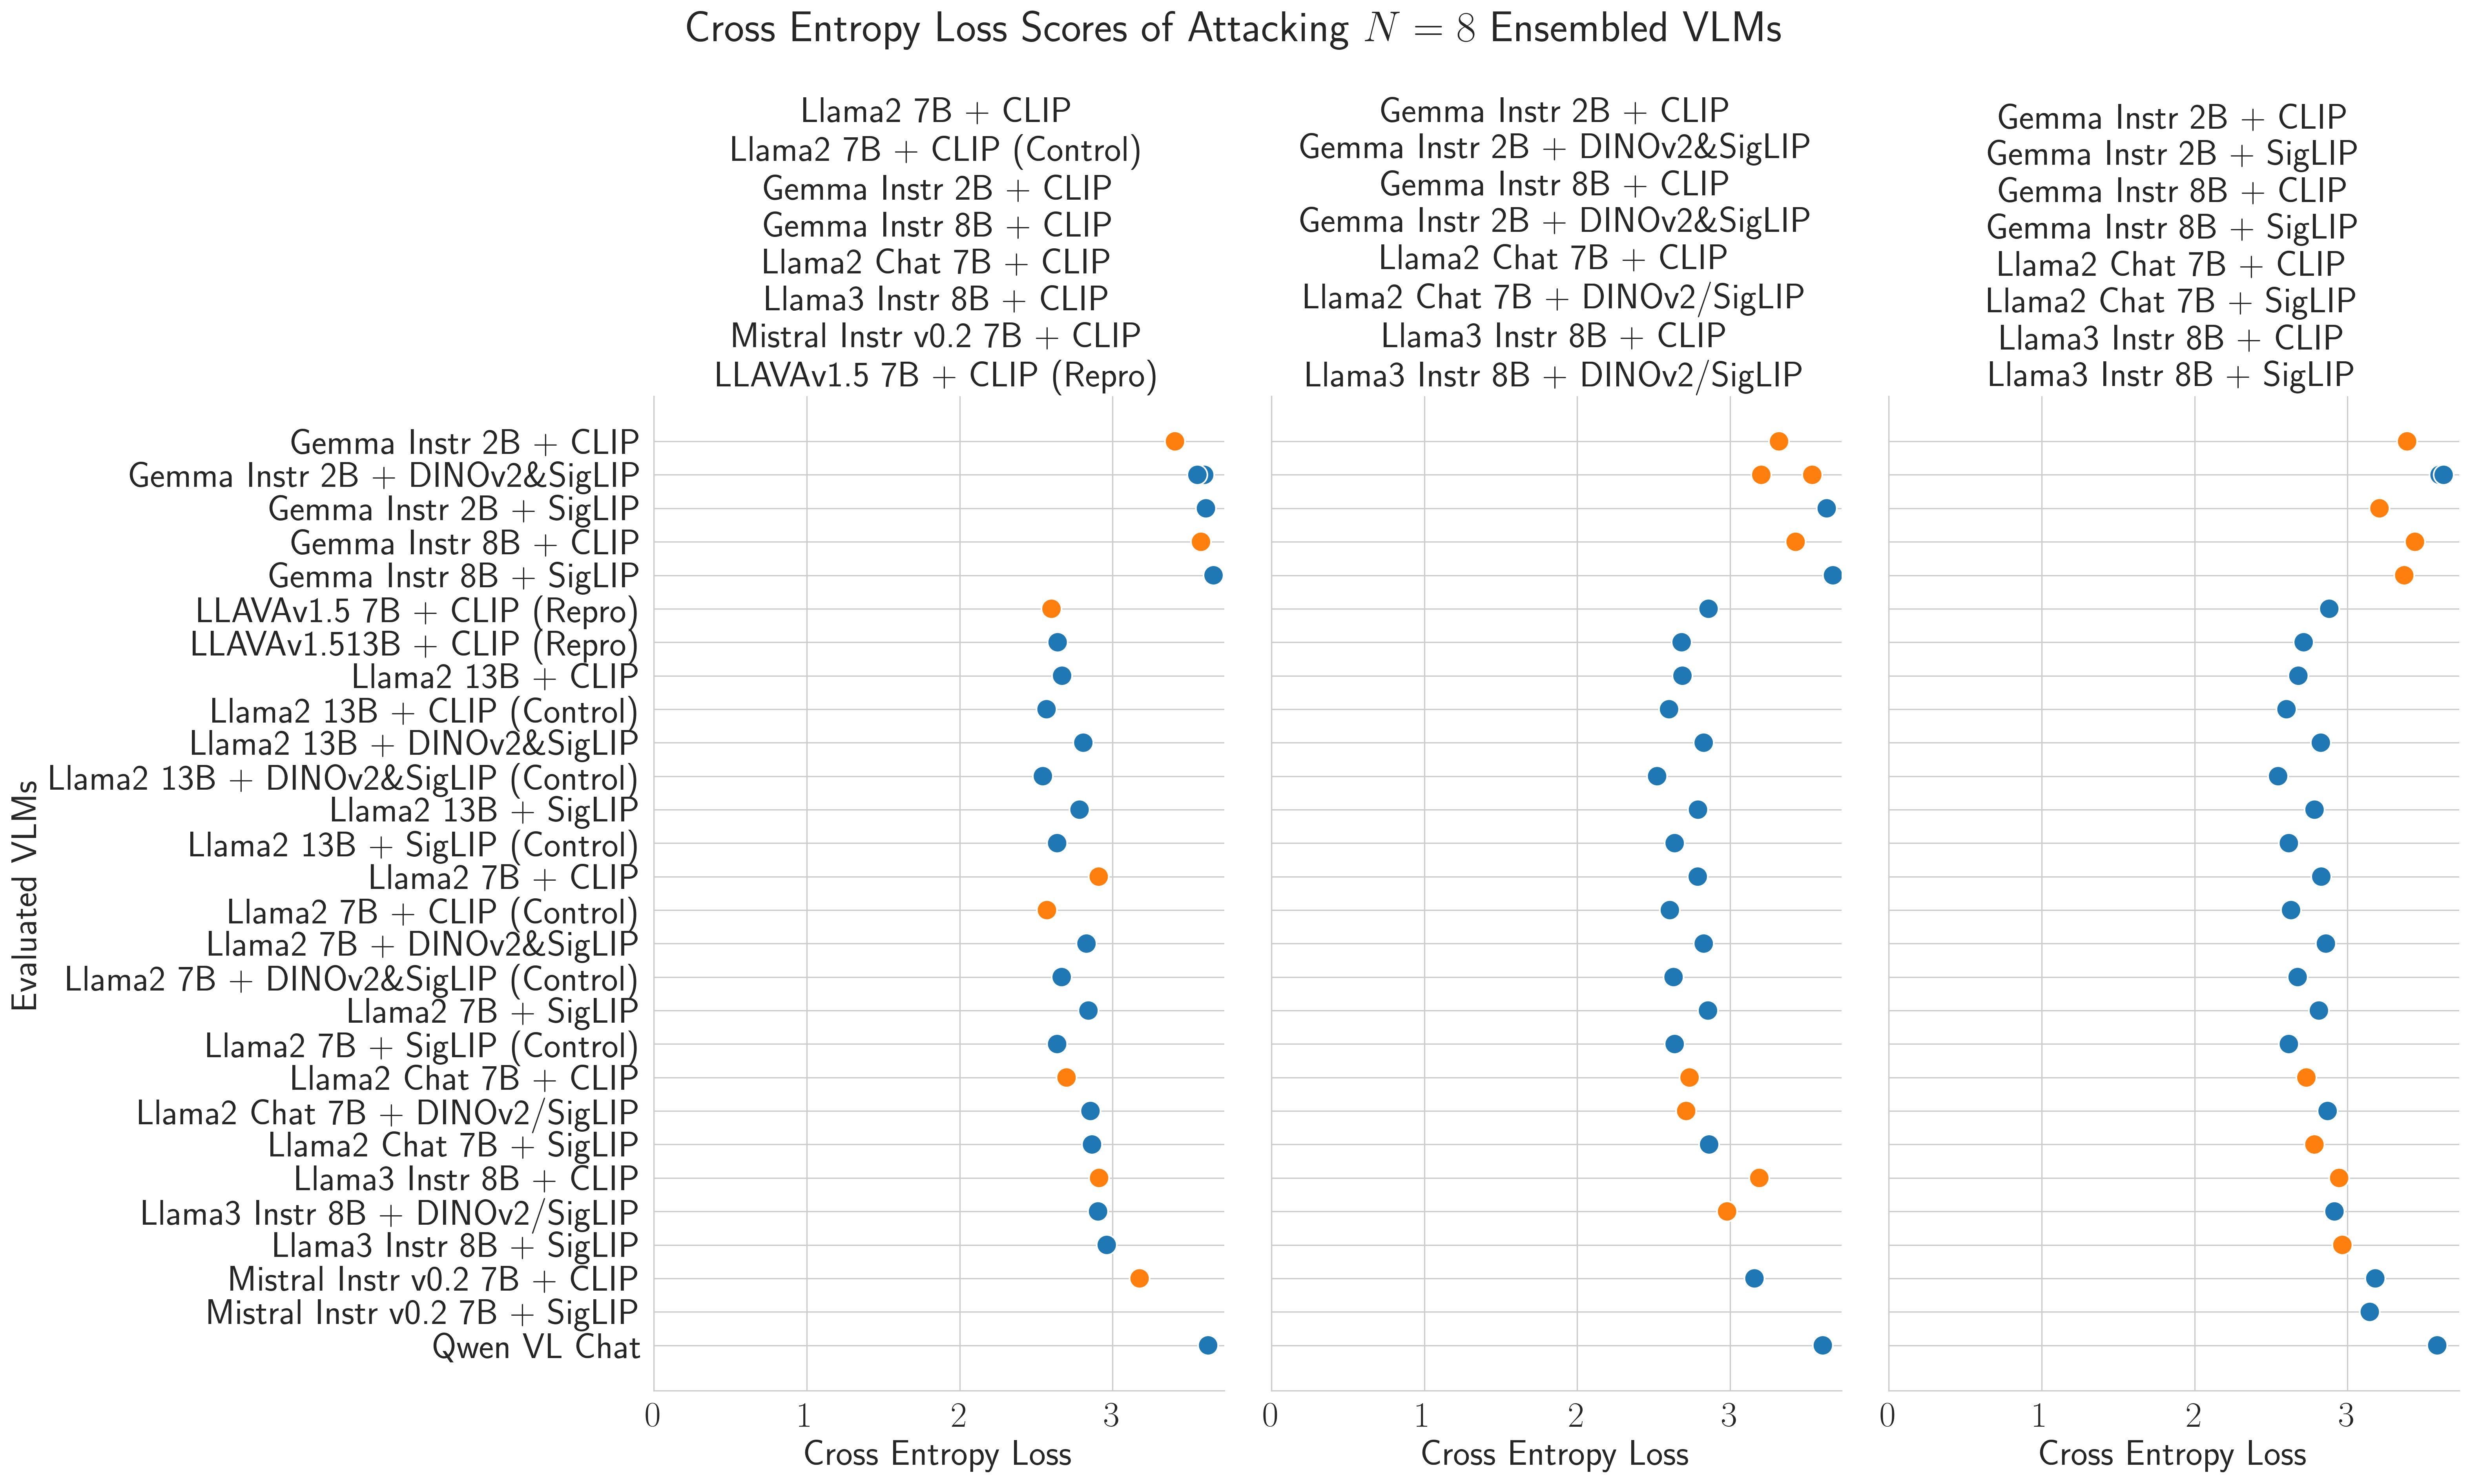 Cross Entropy Loss Scores of Attacking N = 8 Ensembled VLMs
Llama2 7B + CLIP
Llama2 7B + CLIP (Control)
Gemma Instr 2B + CLIP
Gemma Instr 8B + CLIP
Llama2 Chat 7B + CLIP
Llama3 Instr 8B + CLIP
Mistral Instr v0.2 7B + CLIP
LLAVAv1.5 7B + CLIP (Repro)
Gemma Instr 2B + CLIP
Gemma Instr 2B + DINOv2&SigLIP
Gemma Instr 8B + CLIP
Gemma Instr 2B + DINOv2&SigLIP
Llama2 Chat 7B + CLIP
Llama2 Chat 7B + DINOv2/SigLIP
Llama3 Instr 8B + CLIP
Llama3 Instr 8B + DINOv2/SigLIP
Gemma Instr 2B + CLIP
Gemma Instr 2B + SigLIP
Gemma Instr 8B + CLIP
Gemma Instr 8B + SigLIP
Llama2 Chat 7B + CLIP
Llama2 Chat 7B + SigLIP
Llama3 Instr 8B + CLIP
Llama3 Instr 8B + SigLIP
Evaluated VLMs
Gemma Instr 2B + CLIP
Gemma Instr 2B + DINOv2&SigLIP
Gemma Instr 2B + SigLIP
Gemma Instr 8B + CLIP
Gemma Instr 8B + SigLIP
LLAVAv1.5 7B + CLIP (Repro)
LLAVAv1.513B + CLIP (Repro)
Llama2 13B + CLIP
Llama2 13B + CLIP (Control)
Llama2 13B + DINOv2&SigLIP
Llama2 13B + DINOv2&SigLIP (Control)
Llama2 13B + SigLIP
Llama2 13B + SigLIP (Control)
Llama2 7B + CLIP
Llama2 7B + CLIP (Control)
Llama2 7B + DINOv2&SigLIP
Llama2 7B + DINOv2&SigLIP (Control)
Llama2 7B + SigLIP
Llama2 7B + SigLIP (Control)
Llama2 Chat 7B + CLIP
Llama2 Chat 7B + DINOv2/SigLIP
Llama2 Chat 7B + SigLIP
Llama3 Instr 8B + CLIP
Llama3 Instr 8B + DINOv2/SigLIP
Llama3 Instr 8B + SigLIP
Mistral Instr v0.2 7B + CLIP
Mistral Instr v0.2 7B + SigLIP
Qwen VL Chat
0 1 2 3
0 1 2 3
0 1 2 3
Cross Entropy Loss
Cross Entropy Loss
Cross Entropy Loss